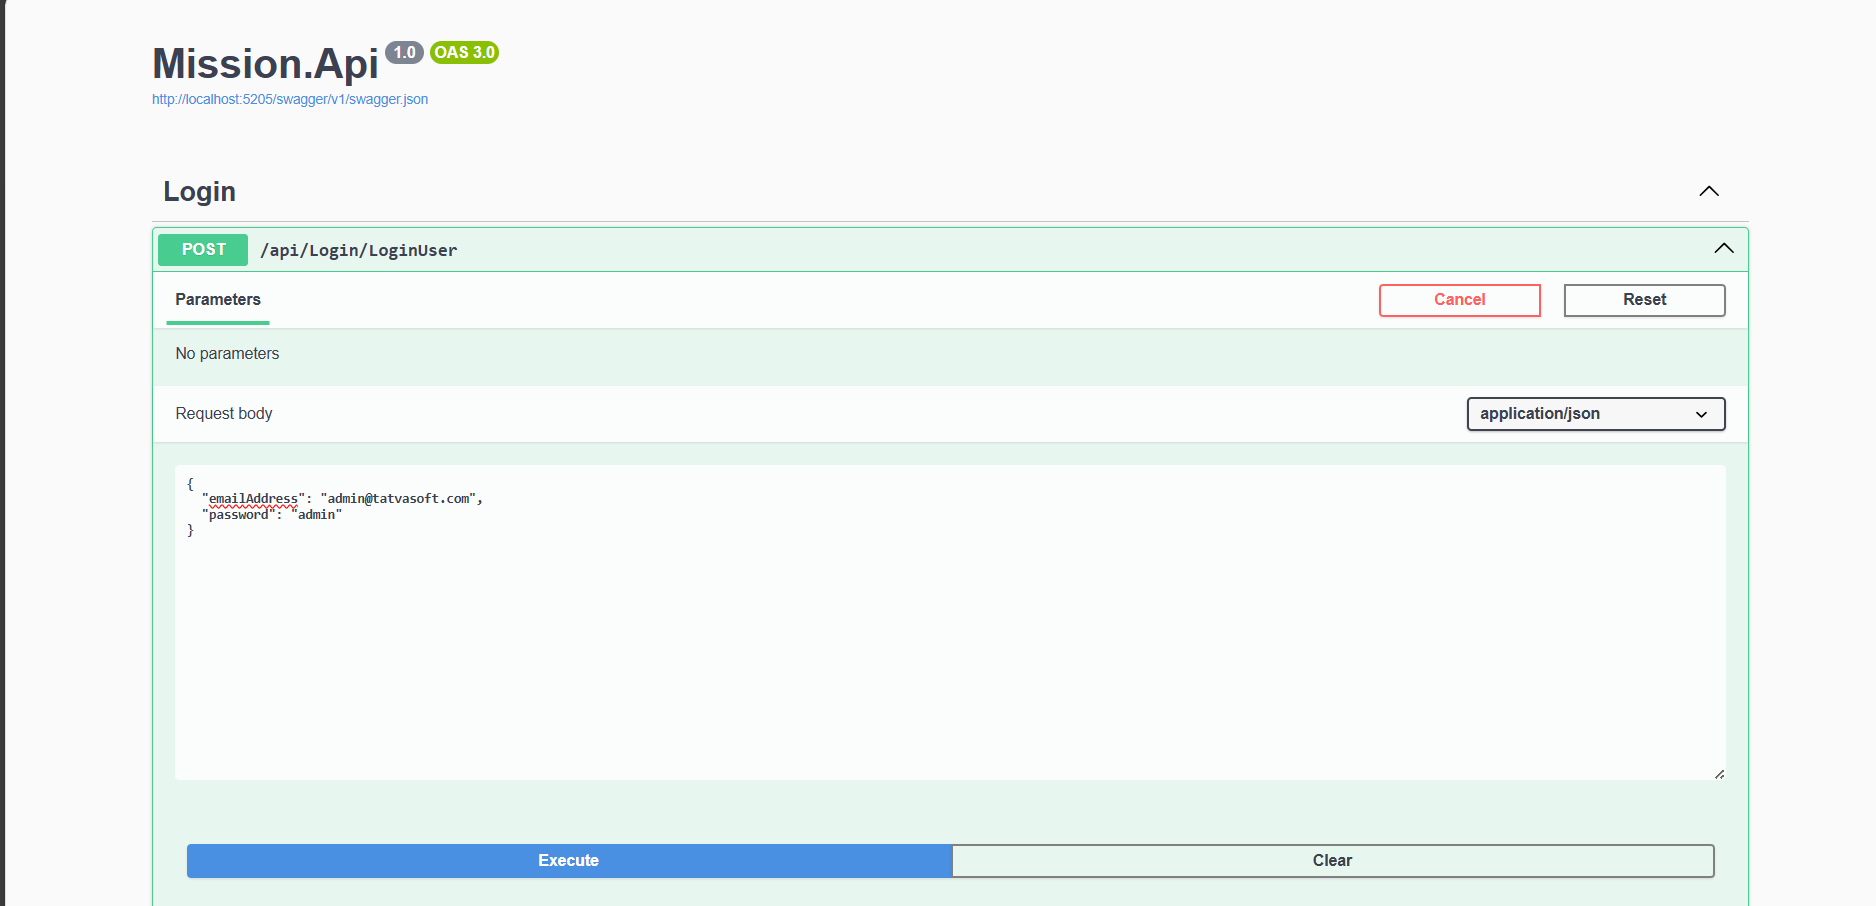 Mission.Api 1.0 OAS 3.0
http://localhost:5205/swagger/v1/swagger.json
Login
POST /api/Login/LoginUser
Parameters Cancel Reset
No parameters
Request body application/json
{
  "emailAddress": "admin@tatvasoft.com",
  "password": "admin"
}
Execute Clear